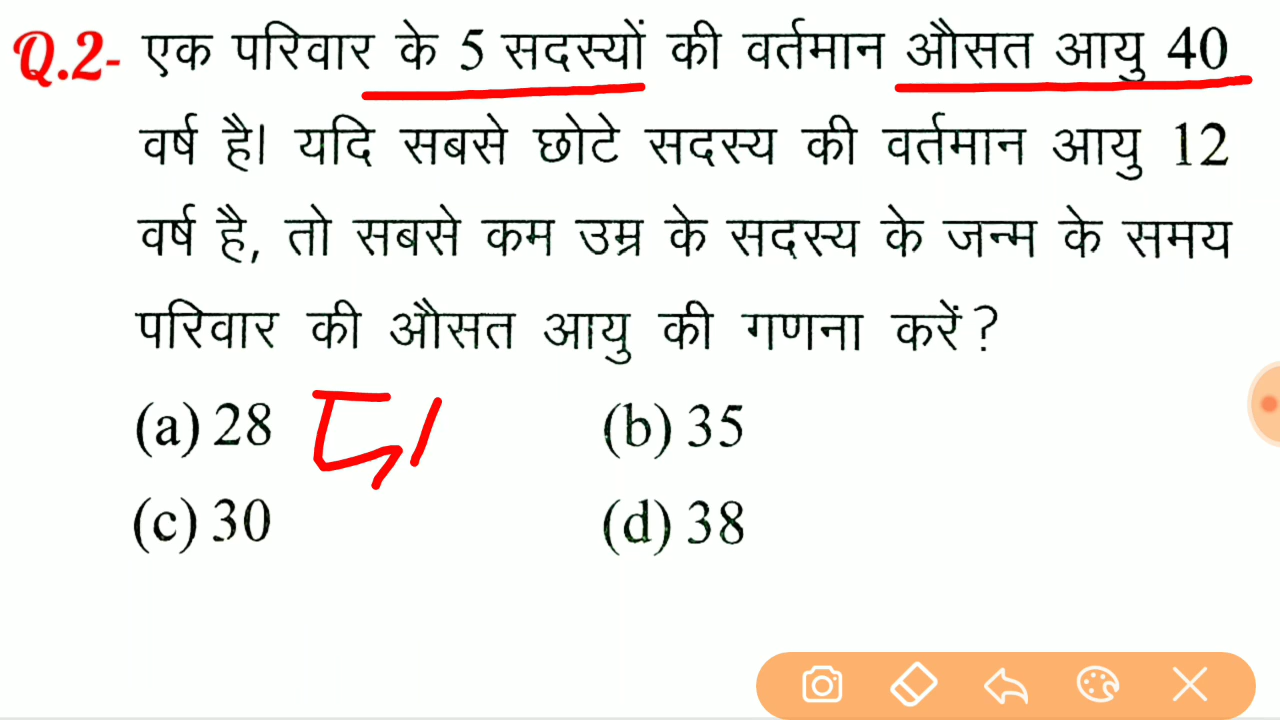 Q.2- एक परिवार के 5 सदस्यों की वर्तमान औसत आयु 40
वर्ष है। यदि सबसे छोटे सदस्य की वर्तमान आयु 12
वर्ष है, तो सबसे कम उम्र के सदस्य के जन्म के समय
परिवार की औसत आयु की गणना करें?
(a) 28 (b) 35
(c) 30 (d) 38